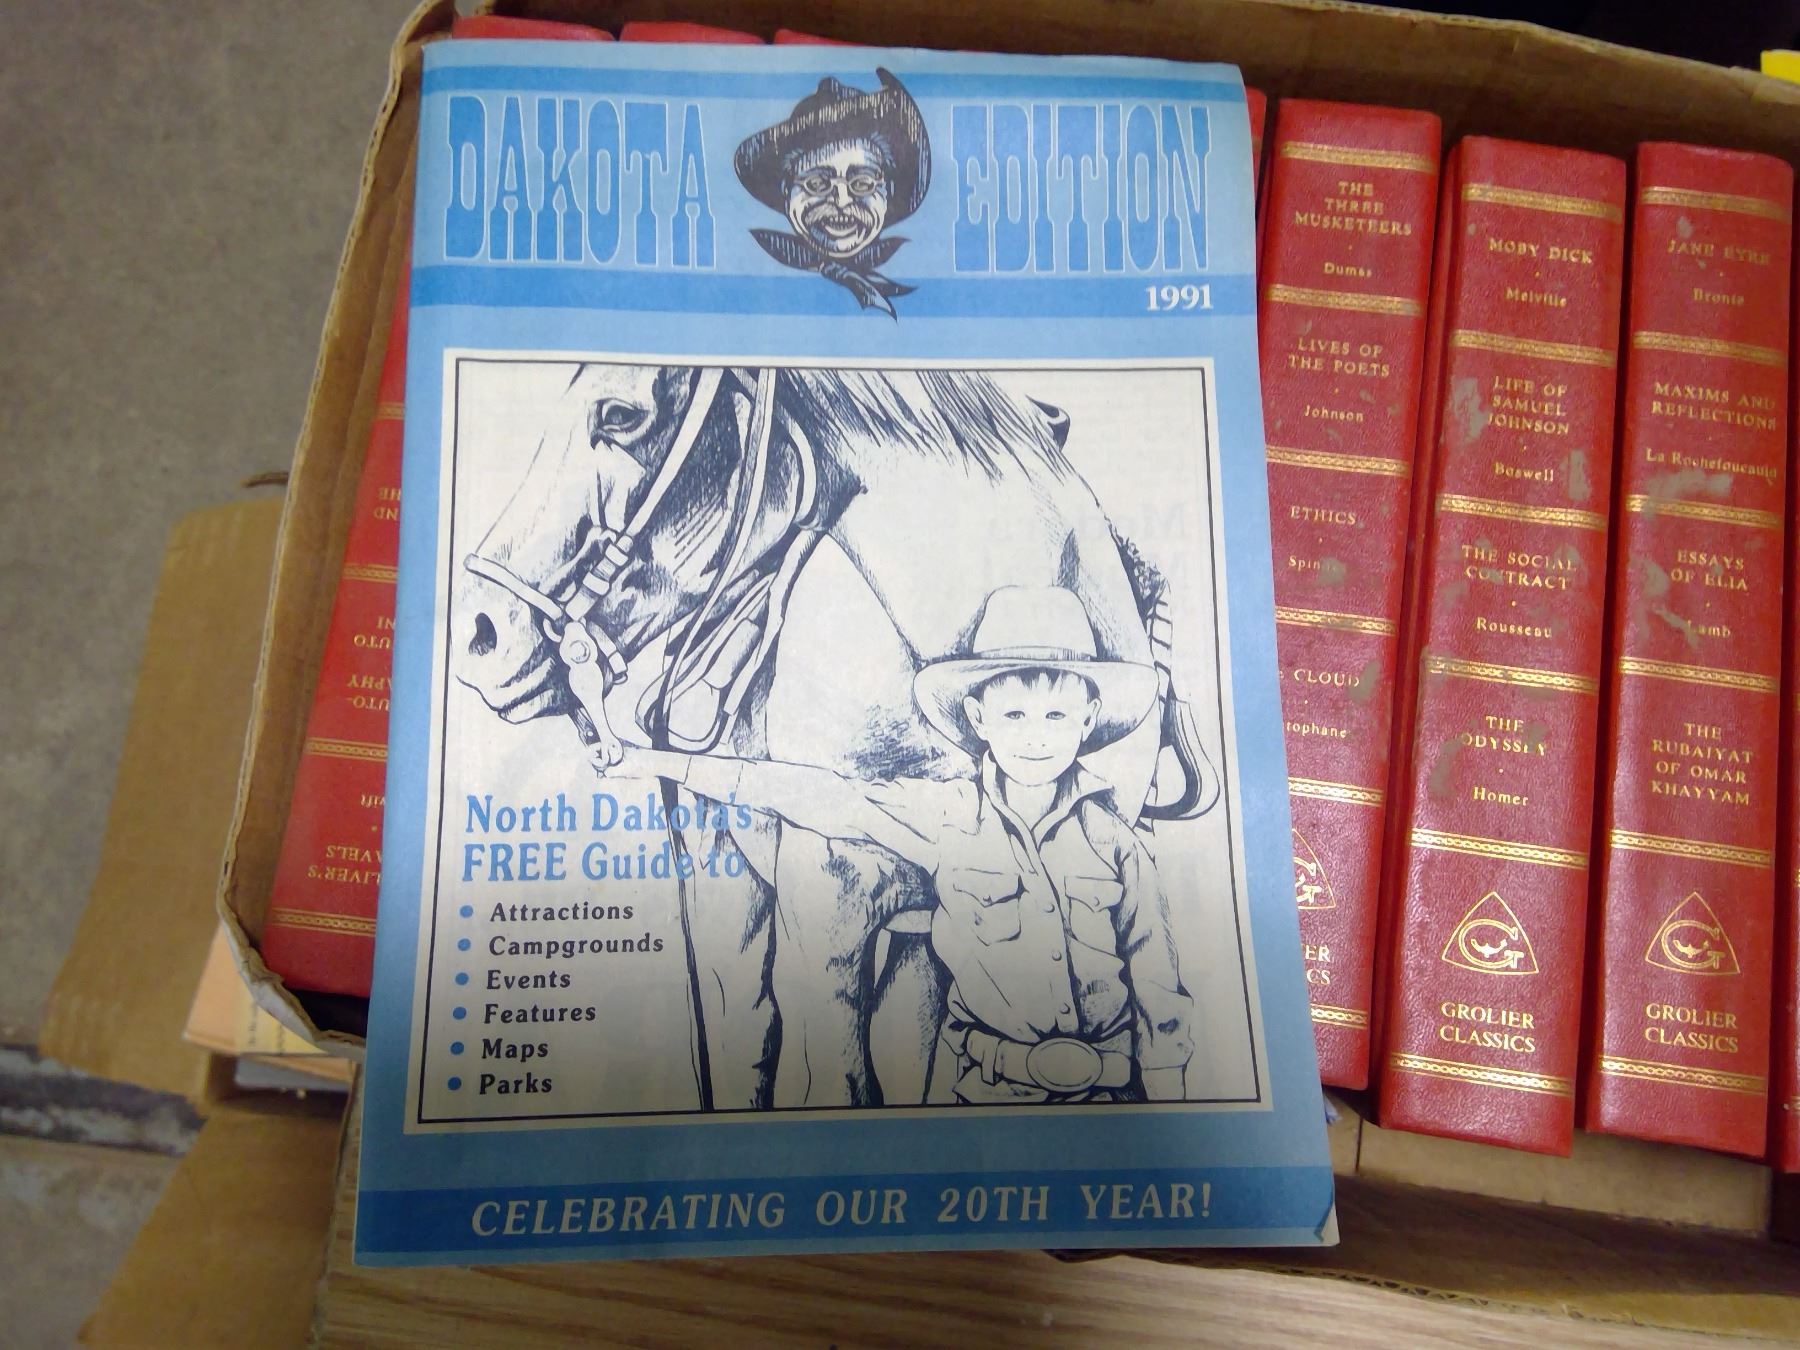 DAKOTA EDITION
1991
North Dakota's
FREE Guide to
• Attractions
• Campgrounds
• Events
• Features
• Maps
• Parks
CELEBRATING OUR 20TH YEAR!
THE
THREE
MUSKETEERS
Dumas
LIVES OF
THE POETS
Johnson
ETHICS
CLOUD
MOBY DICK
Melville
LIFE OF
SAMUEL
JOHNSON
Boswell
THE SOCIAL
CONTRACT
Rousseau
THE
ODYSSEY
Homer
G
GROLIER
CLASSICS
JANE EYRE
Bronte
MAXIMS AND
REFLECTIONS
La Rochefoucauld
ESSAYS
OF ELIA
Lamb
THE
RUBAIYAT
OF OMAR
KHAYYAM
G
GROLIER
CLASSICS